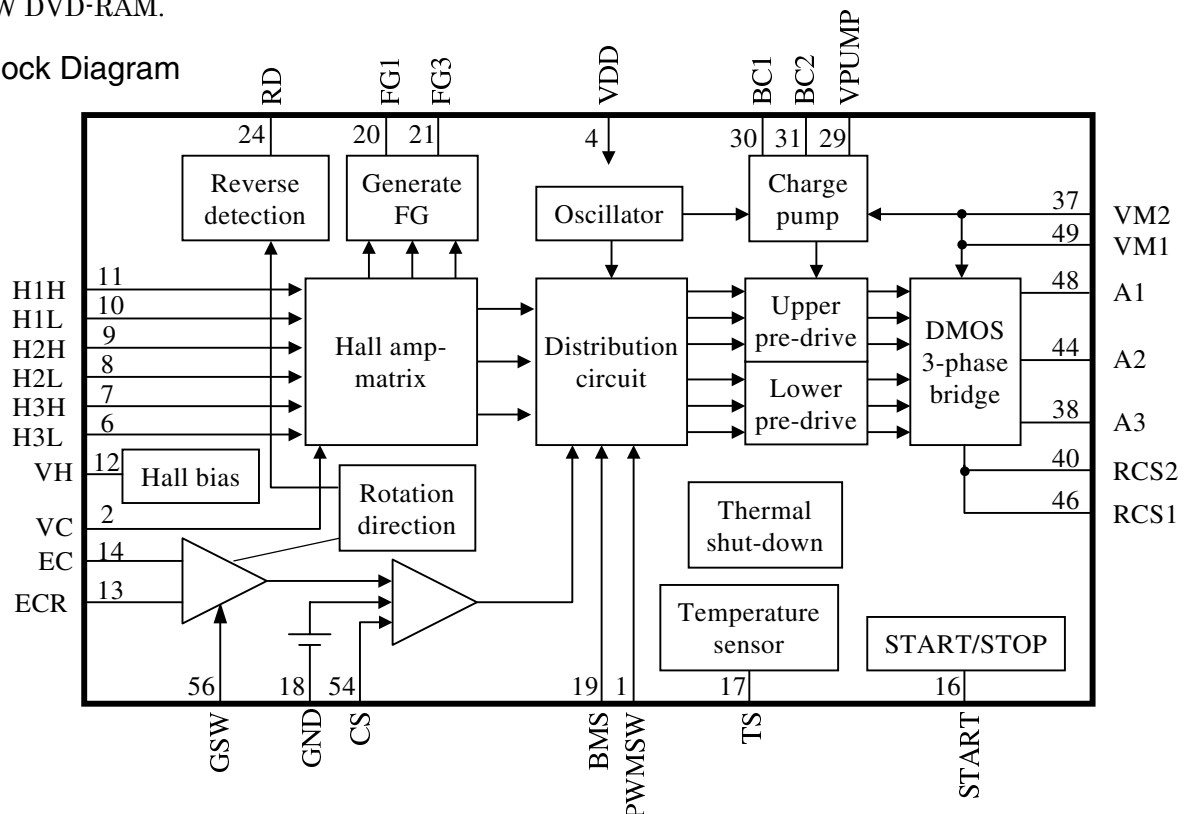 W DVD-RAM.
ock Diagram
RD
FG1
FG3
VDD
BC1
BC2
VPUMP
24
20
21
4
30
31
29
Reverse
detection
Generate
FG
Oscillator
Charge
pump
37
VM2
49
VM1
H1H
11
H1L
10
H2H
9
H2L
8
H3H
7
H3L
6
Hall amp-
matrix
Distribution
circuit
Upper
pre-drive
Lower
pre-drive
DMOS
3-phase
bridge
48
A1
44
A2
38
A3
40
RCS2
46
RCS1
VH
12
Hall bias
Rotation
direction
VC
2
EC
14
ECR
13
Thermal
shut-down
Temperature
sensor
START/STOP
56
18
54
19
1
17
16
GSW
GND
CS
BMS
PWMSW
TS
START